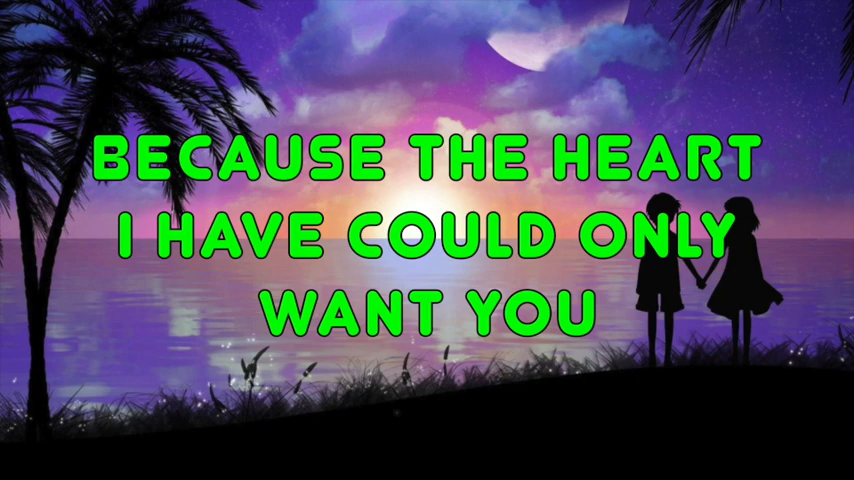 BECAUSE THE HEART
I HAVE COULD ONLY
WANT YOU